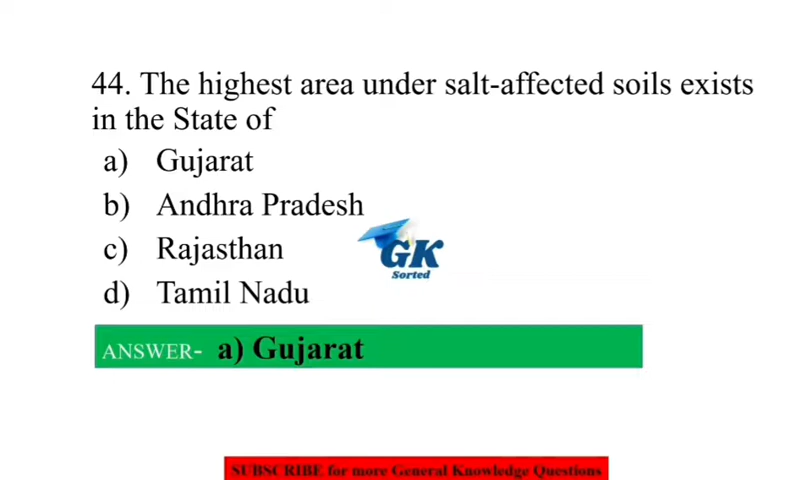 44. The highest area under salt-affected soils exists
in the State of
a) Gujarat
b) Andhra Pradesh
c) Rajasthan
d) Tamil Nadu
GK
Sorted
ANSWER- a) Gujarat
SUBSCRIBE for more General Knowledge Questions